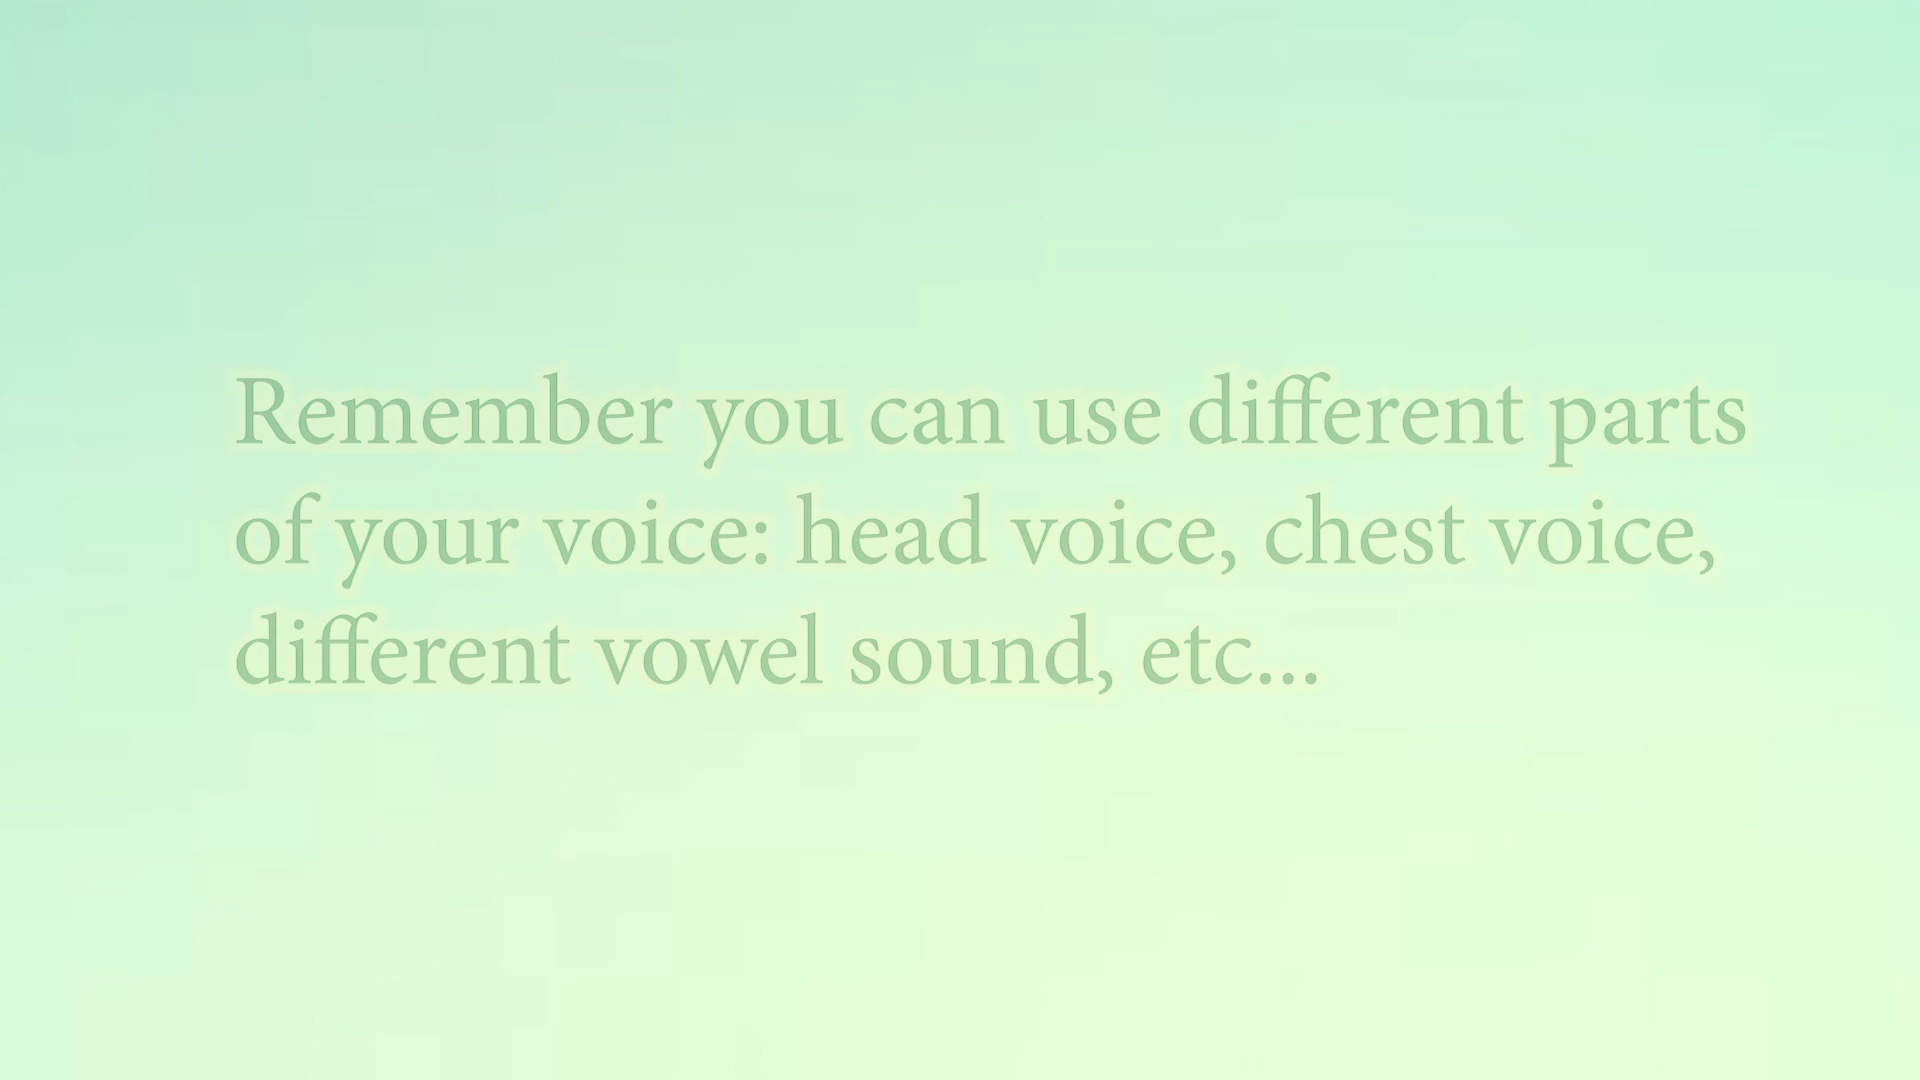 Remember you can use different parts
of your voice: head voice, chest voice,
different vowel sound, etc...